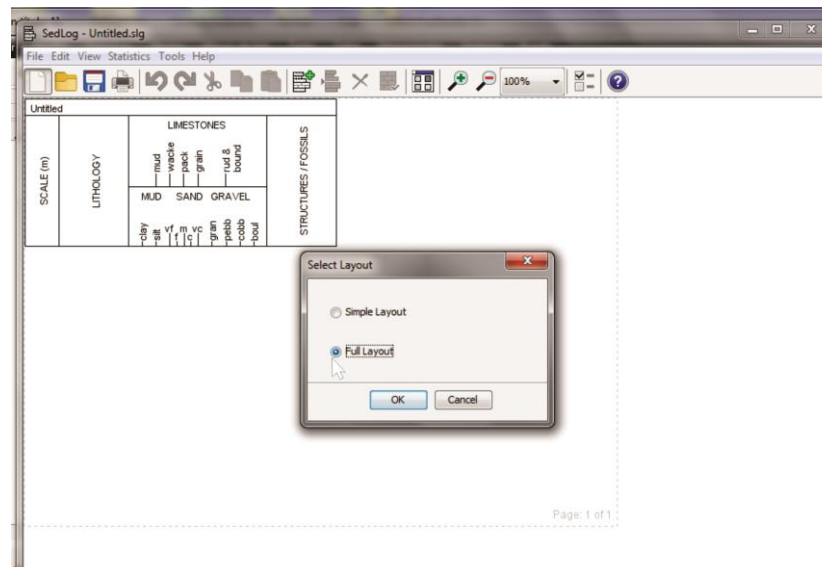 SedLog - Untitled.slg
File Edit View Statistics Tools Help
100%
Untitled
SCALE (m)
LITHOLOGY
LIMESTONES
mud
wacke
pack
grain
rud &
bound
MUD SAND GRAVEL
clay
silt
vf
f
m
c
vc
gran
pebb
cobb
boul
STRUCTURES / FOSSILS
Select Layout
Simple Layout
Full Layout
OK Cancel
Page: 1 of 1